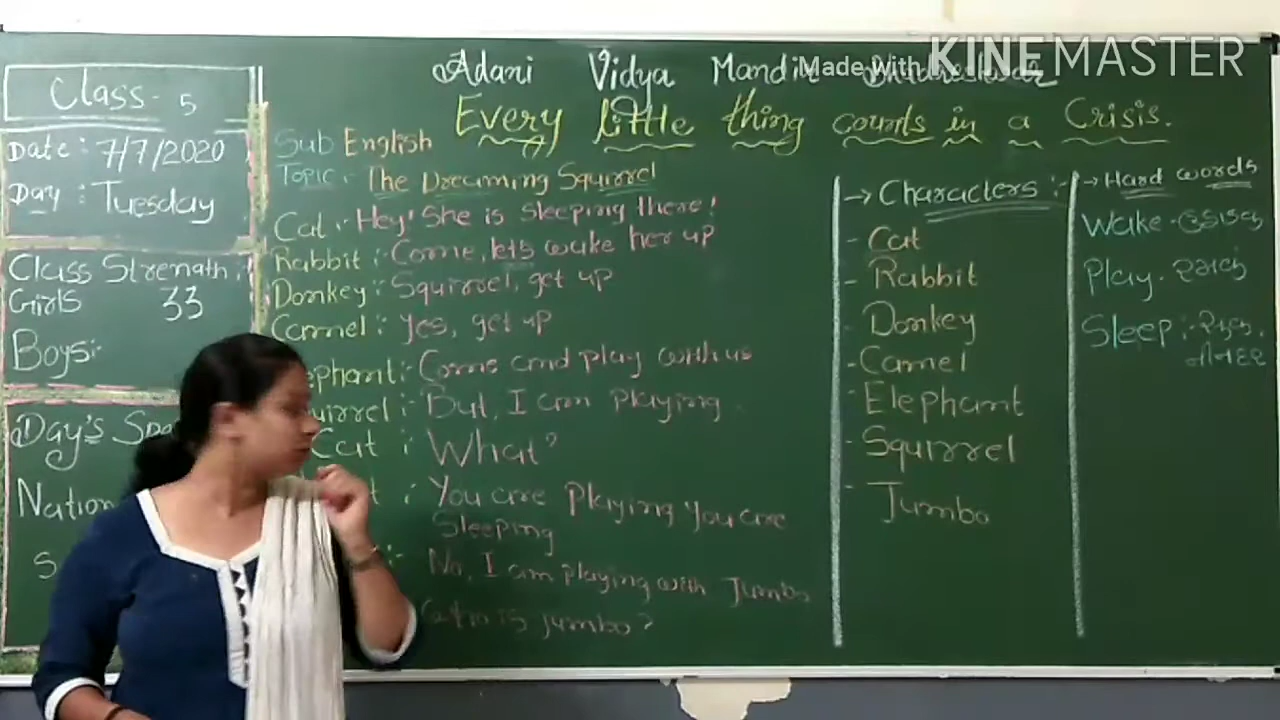 Made With KINEMASTER
Adani Vidya Mandir
Every little thing counts in a Crisis.
Class - 5
Date : 7/7/2020
Day : Tuesday
Class Strength :
Girls 33
Boys :-
Day's
Sub English
Topic :- The Dreaming Squirrel
Cat :- Hey! She is sleeping there!
Rabbit :- Come, lets wake her up
Donkey : Squirrel, get up
Camel : Yes, get up
ephant :- Come and play with us
uirrel : But, I am playing.
Cat : What?
t : You are playing you are
Sleeping
:- No, I am playing with Jumbo
is jumbo?
→ Characters :-
- Cat
- Rabbit
- Donkey
- Camel
- Elephant
- Squirrel
- Jumbo
→ Hard words
Wake -
Play -
Sleep :-